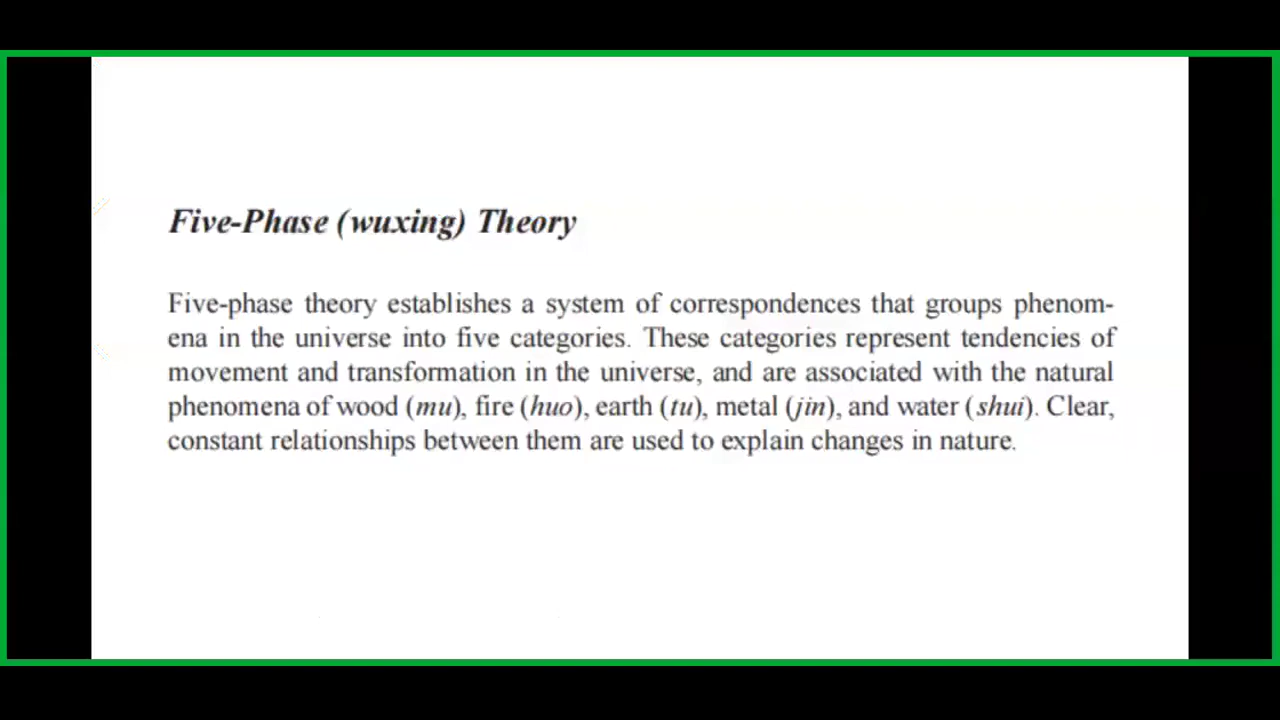 Five-Phase (wuxing) Theory
Five-phase theory establishes a system of correspondences that groups phenom-
ena in the universe into five categories. These categories represent tendencies of
movement and transformation in the universe, and are associated with the natural
phenomena of wood (mu), fire (huo), earth (tu), metal (jin), and water (shui). Clear,
constant relationships between them are used to explain changes in nature.